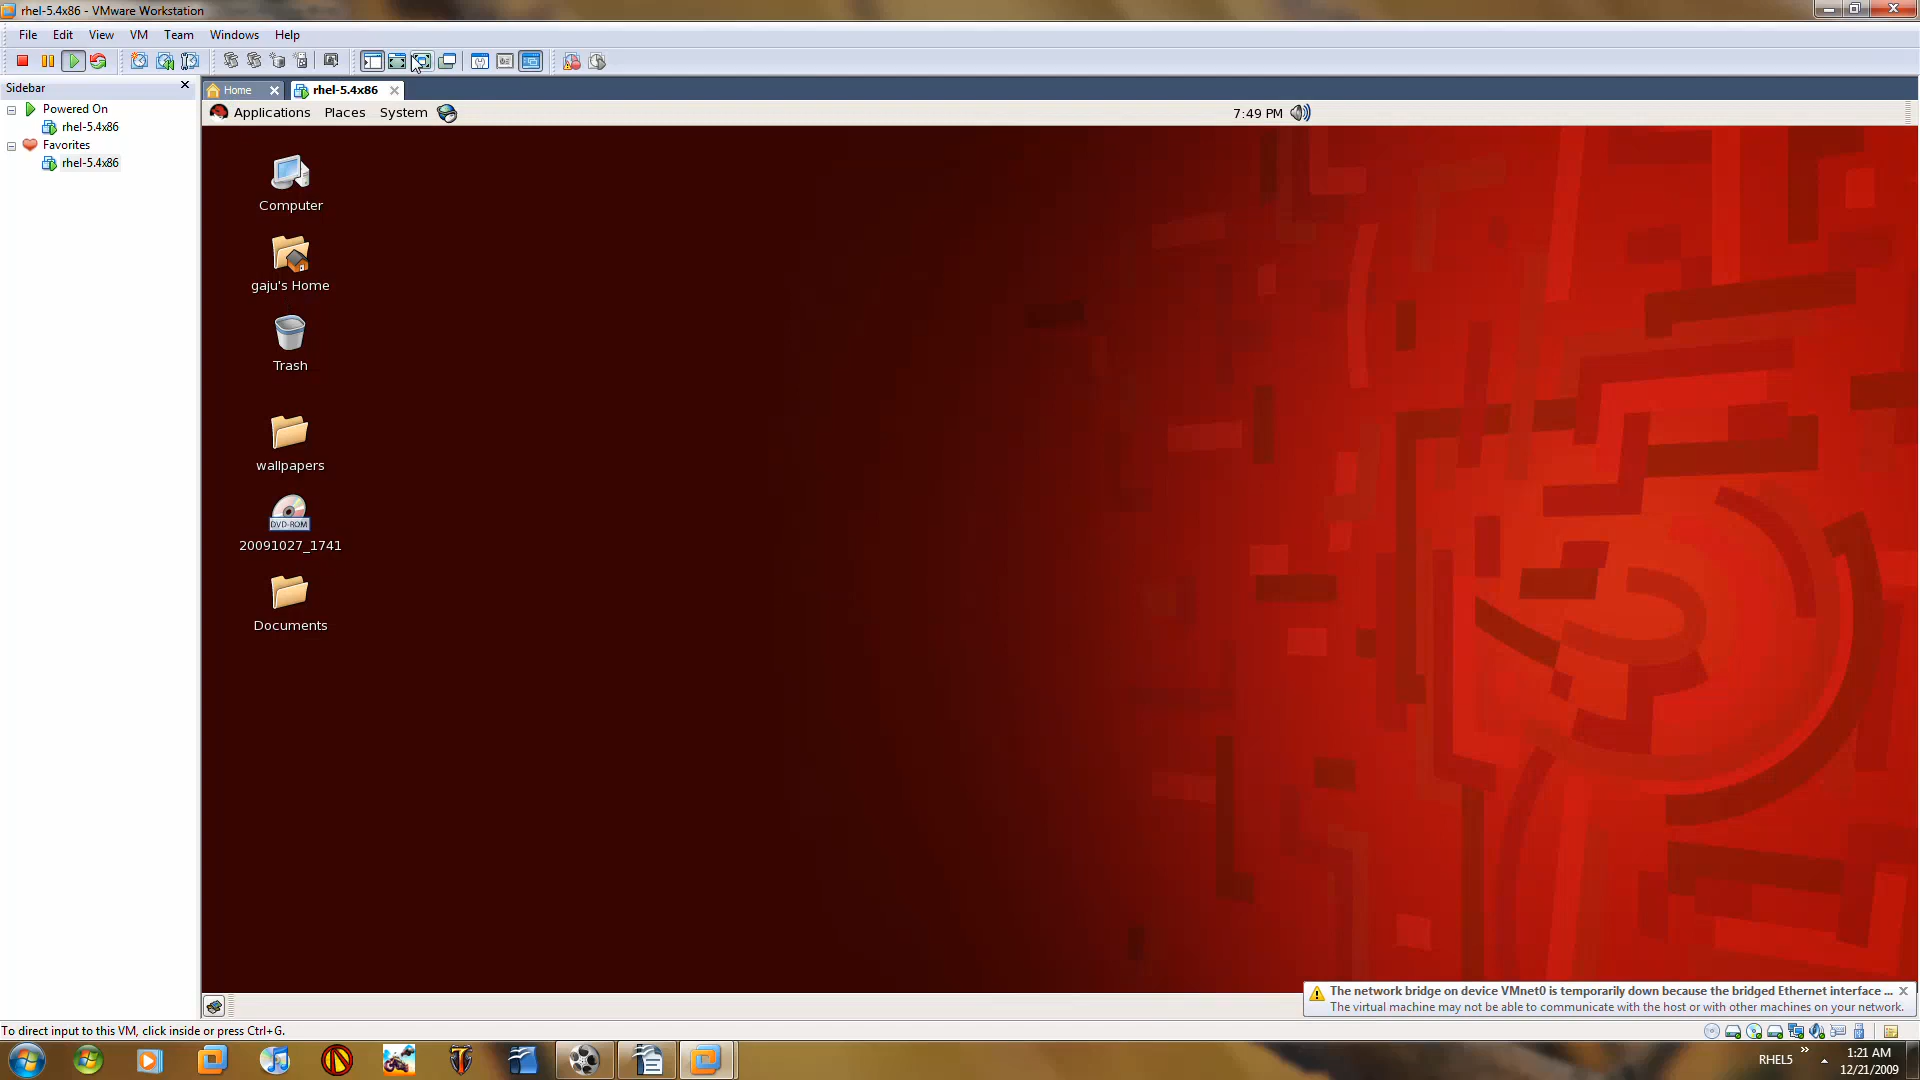 rhel-5.4x86 - VMware Workstation
File Edit View VM Team Windows Help
Sidebar
Powered On
rhel-5.4x86
Favorites
rhel-5.4x86
Home rhel-5.4x86
Applications Places System 7:49 PM
Computer
gaju's Home
Trash
wallpapers
DVD-ROM
20091027_1741
Documents
The network bridge on device VMnet0 is temporarily down because the bridged Ethernet interface ...
The virtual machine may not be able to communicate with the host or with other machines on your network.
To direct input to this VM, click inside or press Ctrl+G.
RHEL5 1:21 AM
12/21/2009